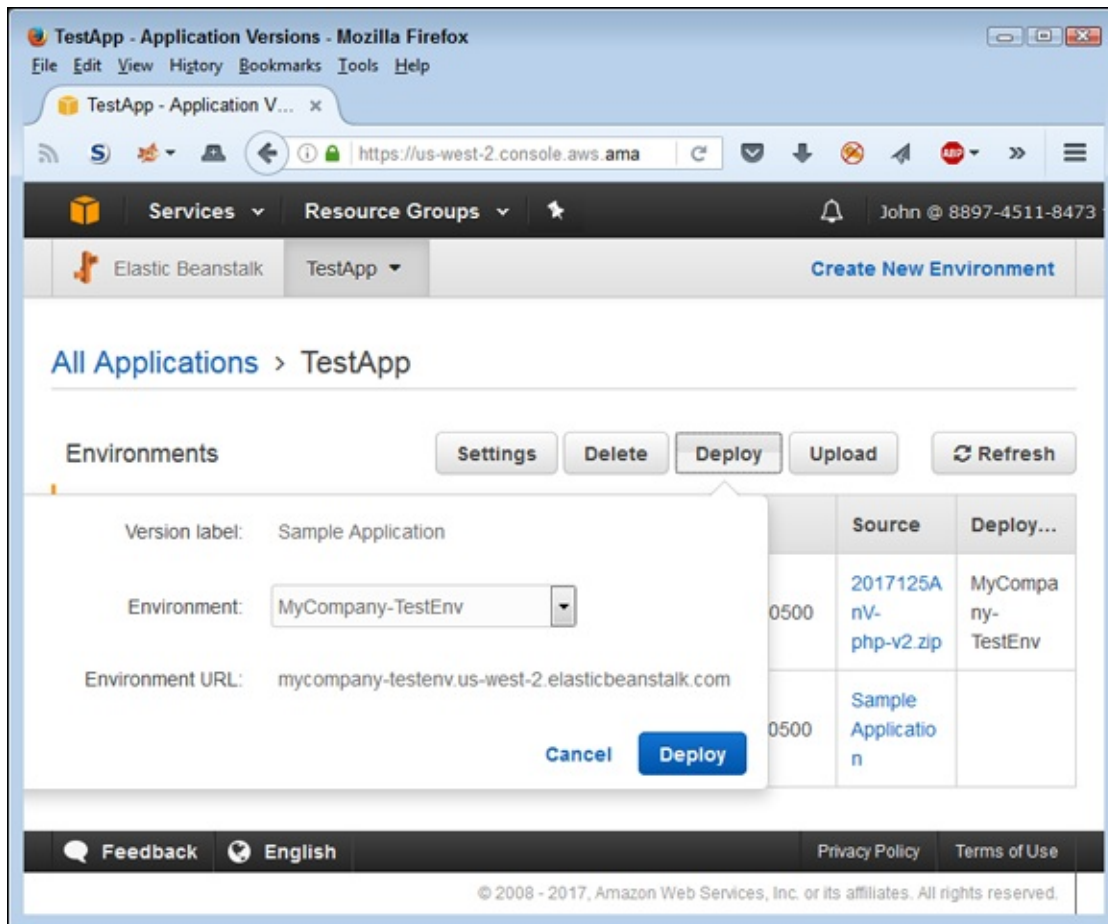 TestApp - Application Versions - Mozilla Firefox
File Edit View History Bookmarks Tools Help
TestApp - Application V... ×
S https://us-west-2.console.aws.ama ABP »
Services Resource Groups John @ 8897-4511-8473
Elastic Beanstalk TestApp Create New Environment
All Applications > TestApp
Environments Settings Delete Deploy Upload Refresh
Source Deploy...
Version label: Sample Application
Environment: MyCompany-TestEnv
Environment URL: mycompany-testenv.us-west-2.elasticbeanstalk.com
Cancel Deploy
0500
2017125A
nV-
php-v2.zip
MyCompa
ny-
TestEnv
0500
Sample
Applicatio
n
Feedback English Privacy Policy Terms of Use
© 2008 - 2017, Amazon Web Services, Inc. or its affiliates. All rights reserved.